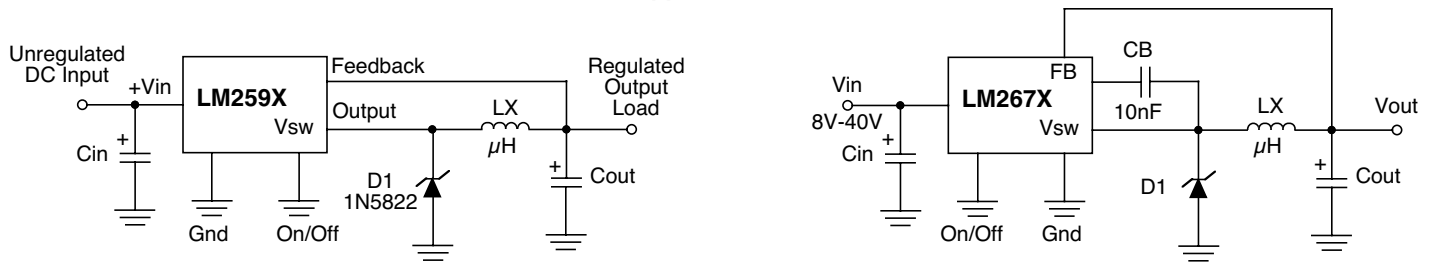 Unregulated
DC Input
+Vin
LM259X
Feedback
Output
Vsw
LX
µH
Regulated
Output
Load
+
Cin
D1
1N5822
+
Cout
Gnd
On/Off
Vin
8V-40V
+
Cin
LM267X
FB
Vsw
CB
10nF
LX
µH
Vout
D1
+
Cout
On/Off
Gnd